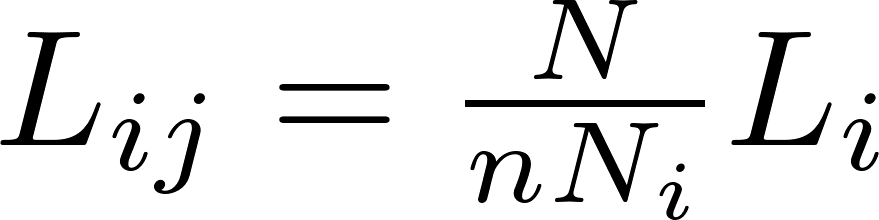 L_{ij} = \frac{N}{nN_i} L_i